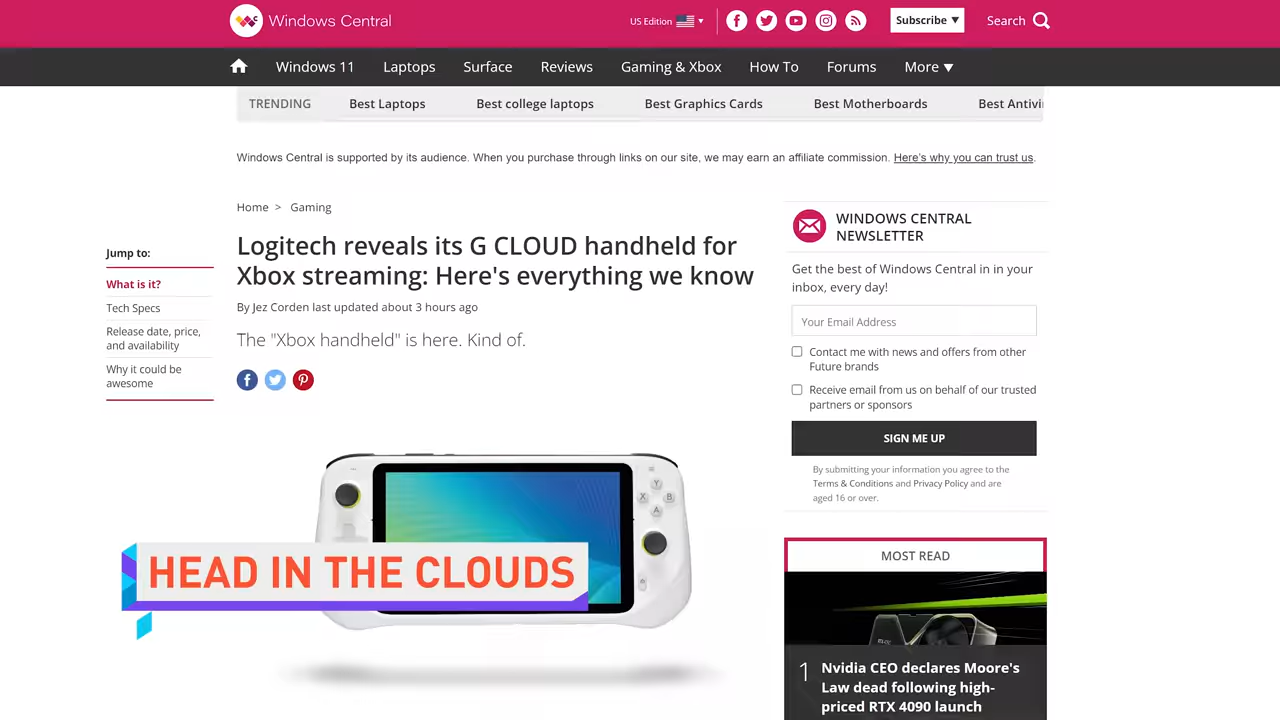 Windows Central
US Edition
Subscribe
Search
Windows 11
Laptops
Surface
Reviews
Gaming & Xbox
How To
Forums
More
TRENDING
Best Laptops
Best college laptops
Best Graphics Cards
Best Motherboards
Best Antivi
Windows Central is supported by its audience. When you purchase through links on our site, we may earn an affiliate commission. Here's why you can trust us.
Home > Gaming
Jump to:
What is it?
Tech Specs
Release date, price,
and availability
Why it could be
awesome
Logitech reveals its G CLOUD handheld for
Xbox streaming: Here's everything we know
By Jez Corden last updated about 3 hours ago
The "Xbox handheld" is here. Kind of.
Y
X
B
A
HEAD IN THE CLOUDS
WINDOWS CENTRAL
NEWSLETTER
Get the best of Windows Central in in your
inbox, every day!
Your Email Address
Contact me with news and offers from other
Future brands
Receive email from us on behalf of our trusted
partners or sponsors
SIGN ME UP
By submitting your information you agree to the
Terms & Conditions and Privacy Policy and are
aged 16 or over.
MOST READ
1
Nvidia CEO declares Moore's
Law dead following high-
priced RTX 4090 launch